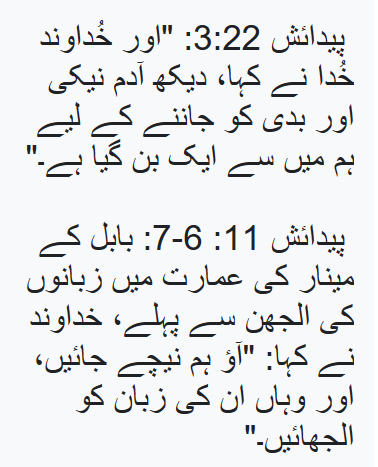 پیدائش 3:22: "اور خُداوند
خُدا نے کہا، دیکھ آدم نیکی
اور بدی کو جاننے کے لیے
ہم میں سے ایک بن گیا ہے۔"
پیدائش 11: 6-7: بابل کے
مینار کی عمارت میں زبانوں
کی الجھن سے پہلے، خداوند
نے کہا: "آؤ ہم نیچے جائیں،
اور وہاں ان کی زبان کو
الجھائیں۔"